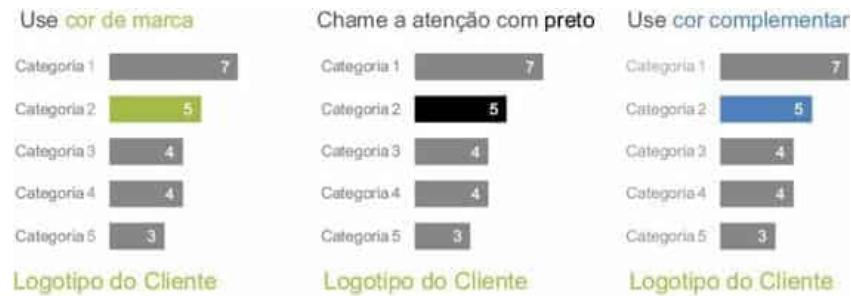 Use cor de marca
Categoria 1 7
Categoria 2 5
Categoria 3 4
Categoria 4 4
Categoria 5 3
Logotipo do Cliente
Chame a atenção com preto
Categoria 1 7
Categoria 2 5
Categoria 3 4
Categoria 4 4
Categoria 5 3
Logotipo do Cliente
Use cor complementar
Categoria 1 7
Categoria 2 5
Categoria 3 4
Categoria 4 4
Categoria 5 3
Logotipo do Cliente